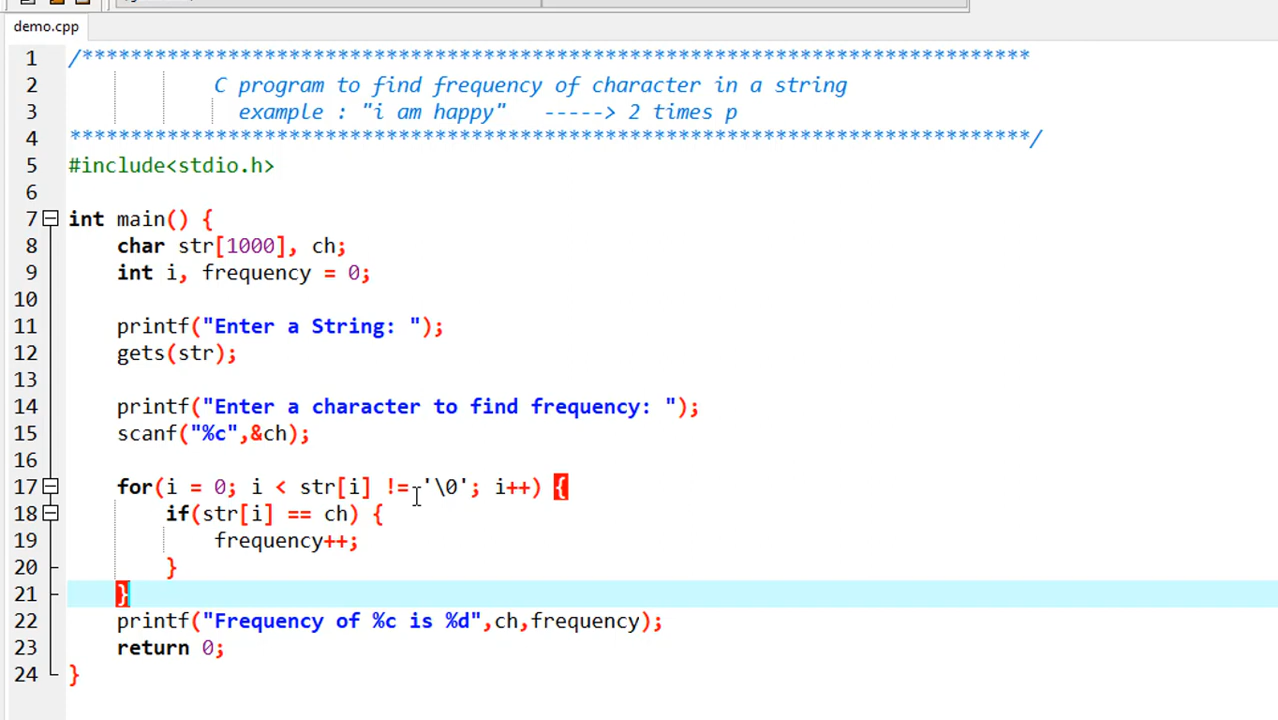 demo.cpp
1 /*******************************************************************************
2 C program to find frequency of character in a string
3 example : "i am happy" -----> 2 times p
4 *******************************************************************************/
5 #include<stdio.h>
6
7 int main() {
8 char str[1000], ch;
9 int i, frequency = 0;
10
11 printf("Enter a String: ");
12 gets(str);
13
14 printf("Enter a character to find frequency: ");
15 scanf("%c",&ch);
16
17 for(i = 0; i < str[i] != '\0'; i++) {
18 if(str[i] == ch) {
19 frequency++;
20 }
21 }
22 printf("Frequency of %c is %d",ch,frequency);
23 return 0;
24 }